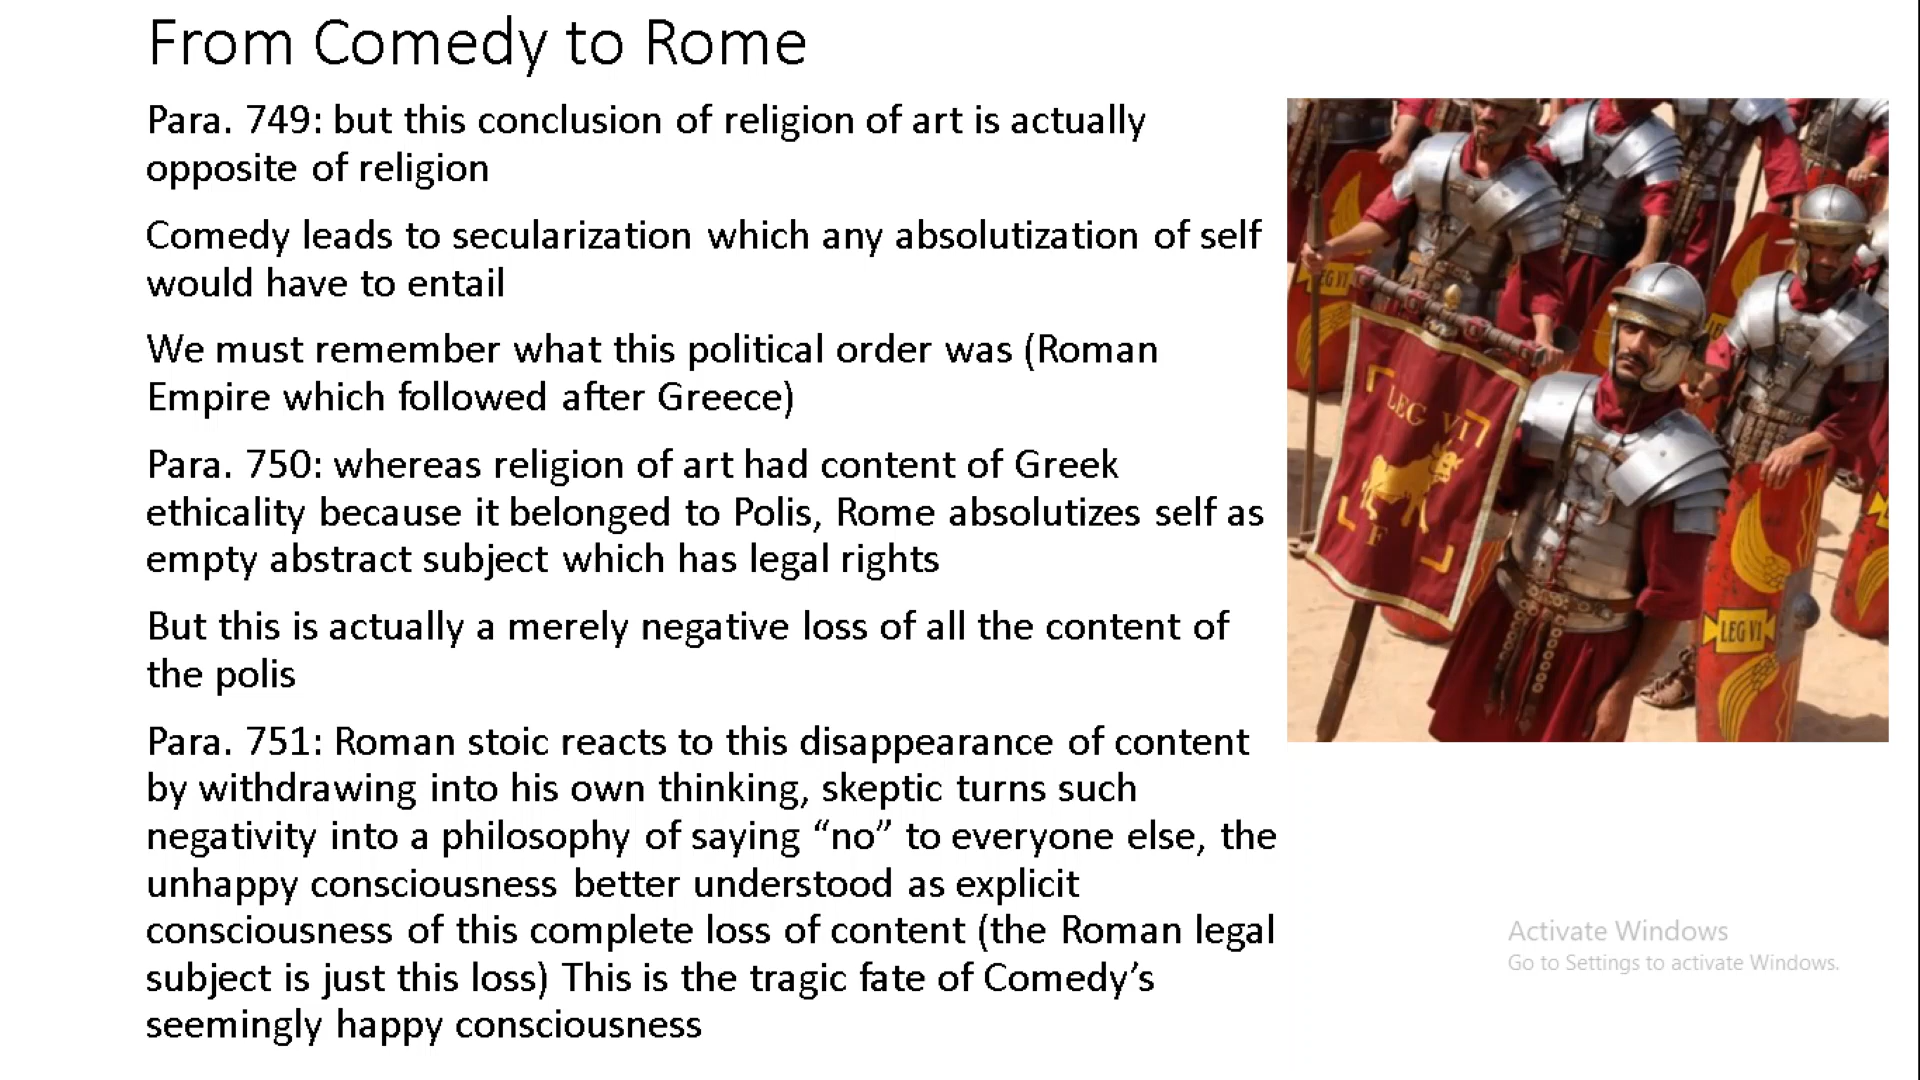 From Comedy to Rome
Para. 749: but this conclusion of religion of art is actually
opposite of religion
Comedy leads to secularization which any absolutization of self
would have to entail
We must remember what this political order was (Roman
Empire which followed after Greece)
Para. 750: whereas religion of art had content of Greek
ethicality because it belonged to Polis, Rome absolutizes self as
empty abstract subject which has legal rights
But this is actually a merely negative loss of all the content of
the polis
Para. 751: Roman stoic reacts to this disappearance of content
by withdrawing into his own thinking, skeptic turns such
negativity into a philosophy of saying “no” to everyone else, the
unhappy consciousness better understood as explicit
consciousness of this complete loss of content (the Roman legal
subject is just this loss) This is the tragic fate of Comedy’s
seemingly happy consciousness
LEG VI
LEG VI
F
LEG VI
Activate Windows
Go to Settings to activate Windows.